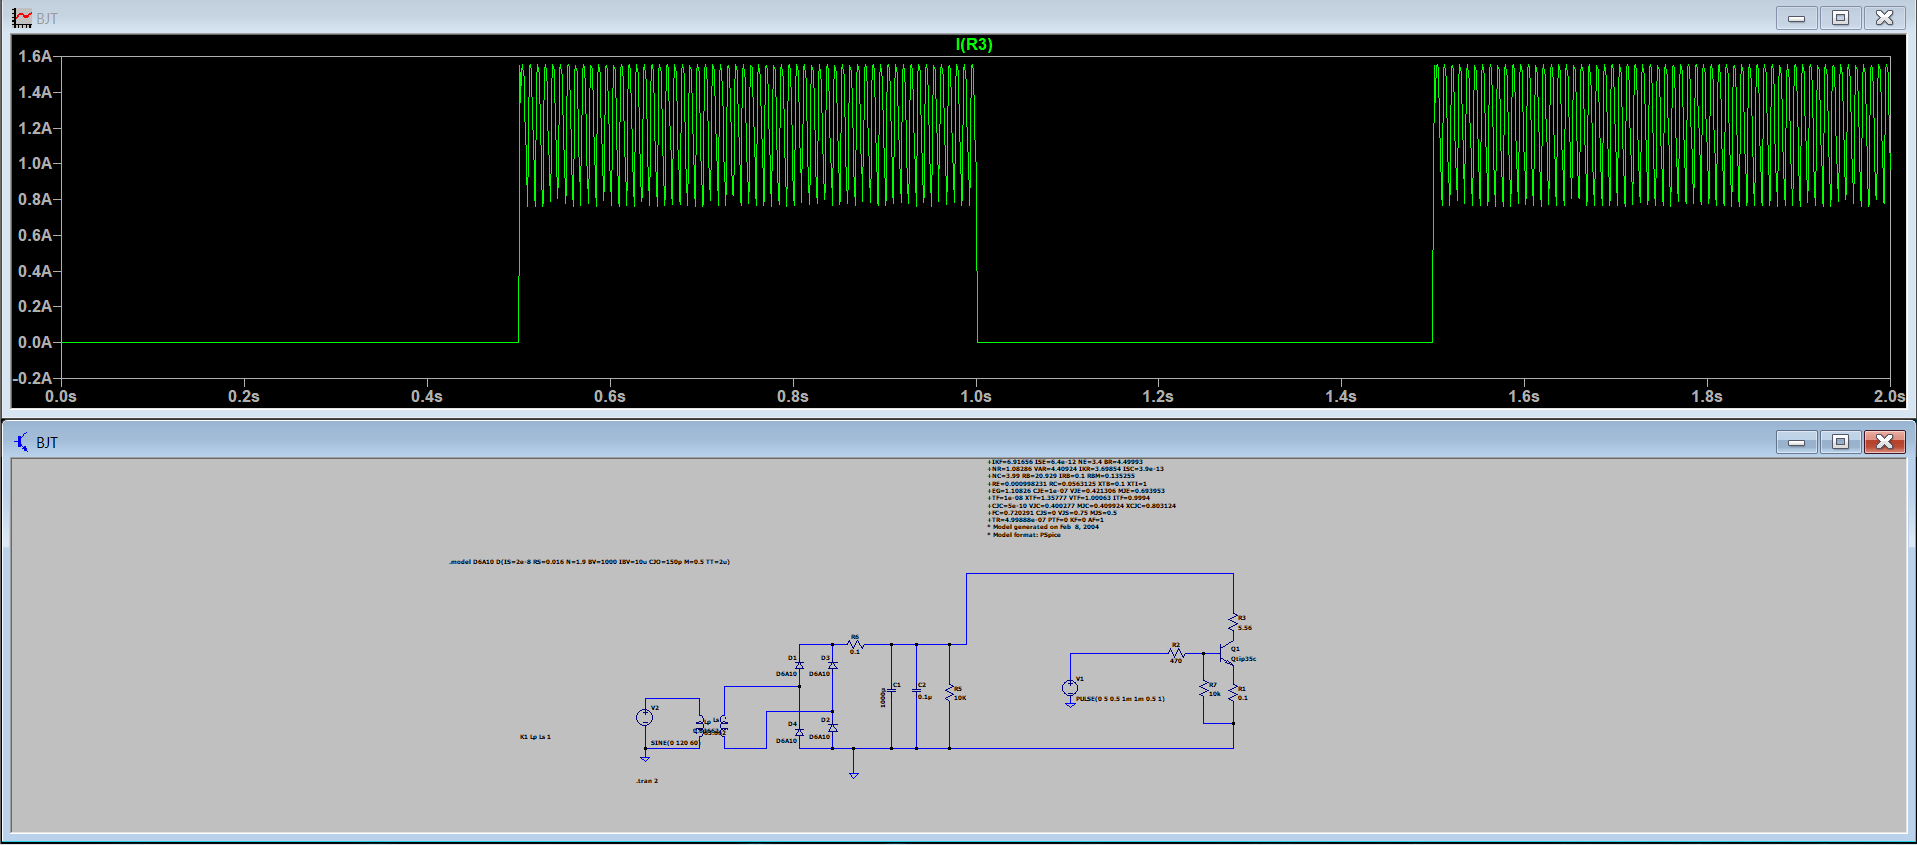 BJT
I(R3)
1.6A
1.4A
1.2A
1.0A
0.8A
0.6A
0.4A
0.2A
0.0A
-0.2A
0.0s 0.2s 0.4s 0.6s 0.8s 1.0s 1.2s 1.4s 1.6s 1.8s 2.0s
BJT
+IKF=6.91656 ISE=6.4e-12 NE=3.4 BR=4.49993
+NR=1.08286 VAR=4.40924 IKR=3.69854 ISC=3.9e-13
+NC=3.99 RB=20.929 IRB=0.1 RBM=0.135255
+RE=0.000998231 RC=0.0563125 XTB=0.1 XTI=1
+EG=1.10826 CJE=1e-07 VJE=0.421306 MJE=0.693953
+TF=1e-08 XTF=1.35777 VTF=1.00063 ITF=0.9994
+CJC=5e-10 VJC=0.400277 MJC=0.409924 XCJC=0.803124
+FC=0.720291 CJS=0 VJS=0.75 MJS=0.5
+TR=4.99888e-07 PTF=0 KF=0 AF=1
* Model generated on Feb 8, 2004
* Model format: PSpice
.model D6A10 D(IS=2e-8 RS=0.016 N=1.9 BV=1000 IBV=10u CJO=150p M=0.5 TT=2u)
R3
5.56
R6
0.1
R2
470
Q1
Qtip35c
D1
D6A10
D3
D6A10
C1
1000µ
C2
0.1µ
R5
10K
V1
PULSE(0 5 0.5 1m 1m 0.5 1)
R7
10k
R1
0.1
V2
SINE(0 120 60)
Lp Ls
D4
D6A10
D2
D6A10
K1 Lp Ls 1
.tran 2